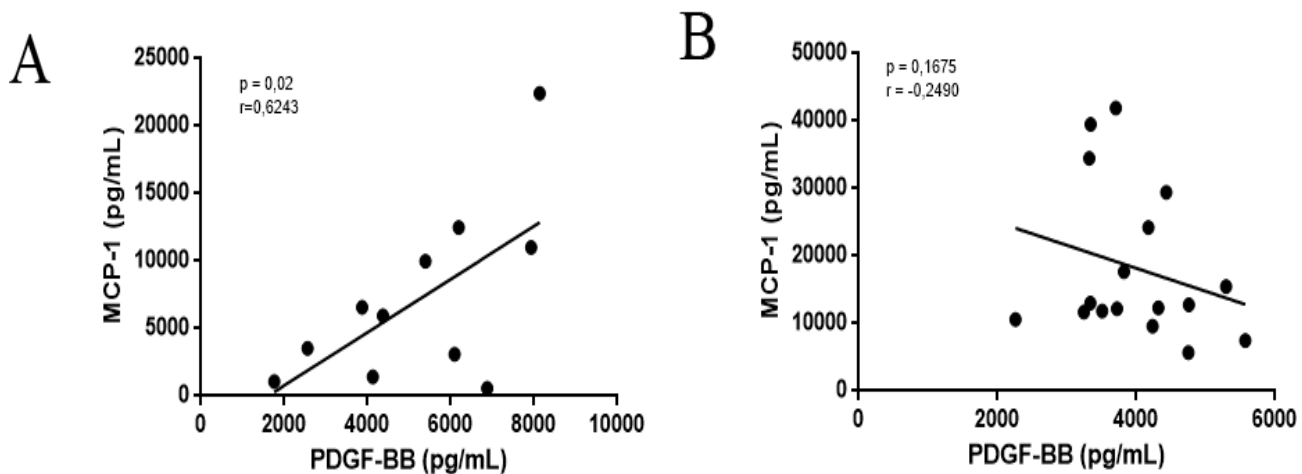 A
p = 0,02
r=0,6243
MCP-1 (pg/mL)
25000
20000
15000
10000
5000
0
0 2000 4000 6000 8000 10000
PDGF-BB (pg/mL)
B
p = 0,1675
r = -0,2490
MCP-1 (pg/mL)
50000
40000
30000
20000
10000
0
0 2000 4000 6000
PDGF-BB (pg/mL)